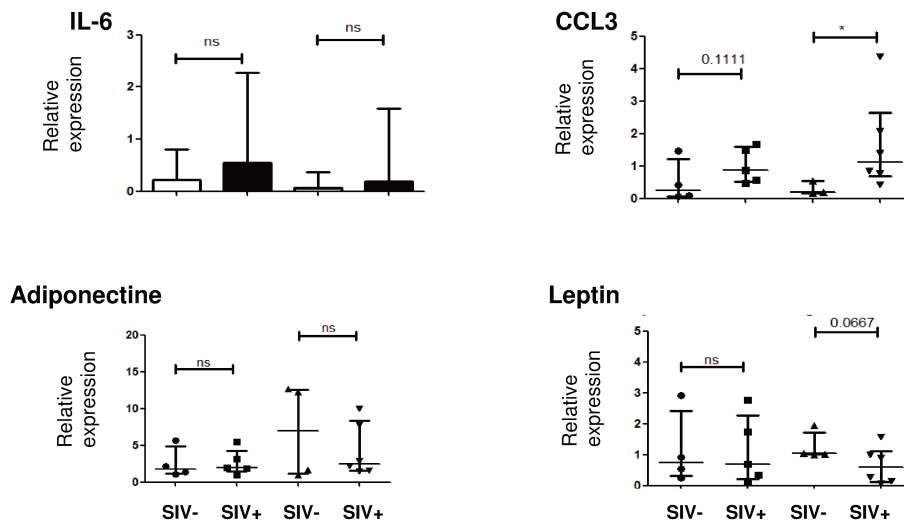 IL-6
ns
ns
3
2
1
0
Relative
expression
CCL3
0.1111
*
5
4
3
2
1
0
Relative
expression
Adiponectine
ns
ns
20
15
10
5
0
Relative
expression
SIV- SIV+ SIV- SIV+
Leptin
ns
0.0667
5
4
3
2
1
0
Relative
expression
SIV- SIV+ SIV- SIV+